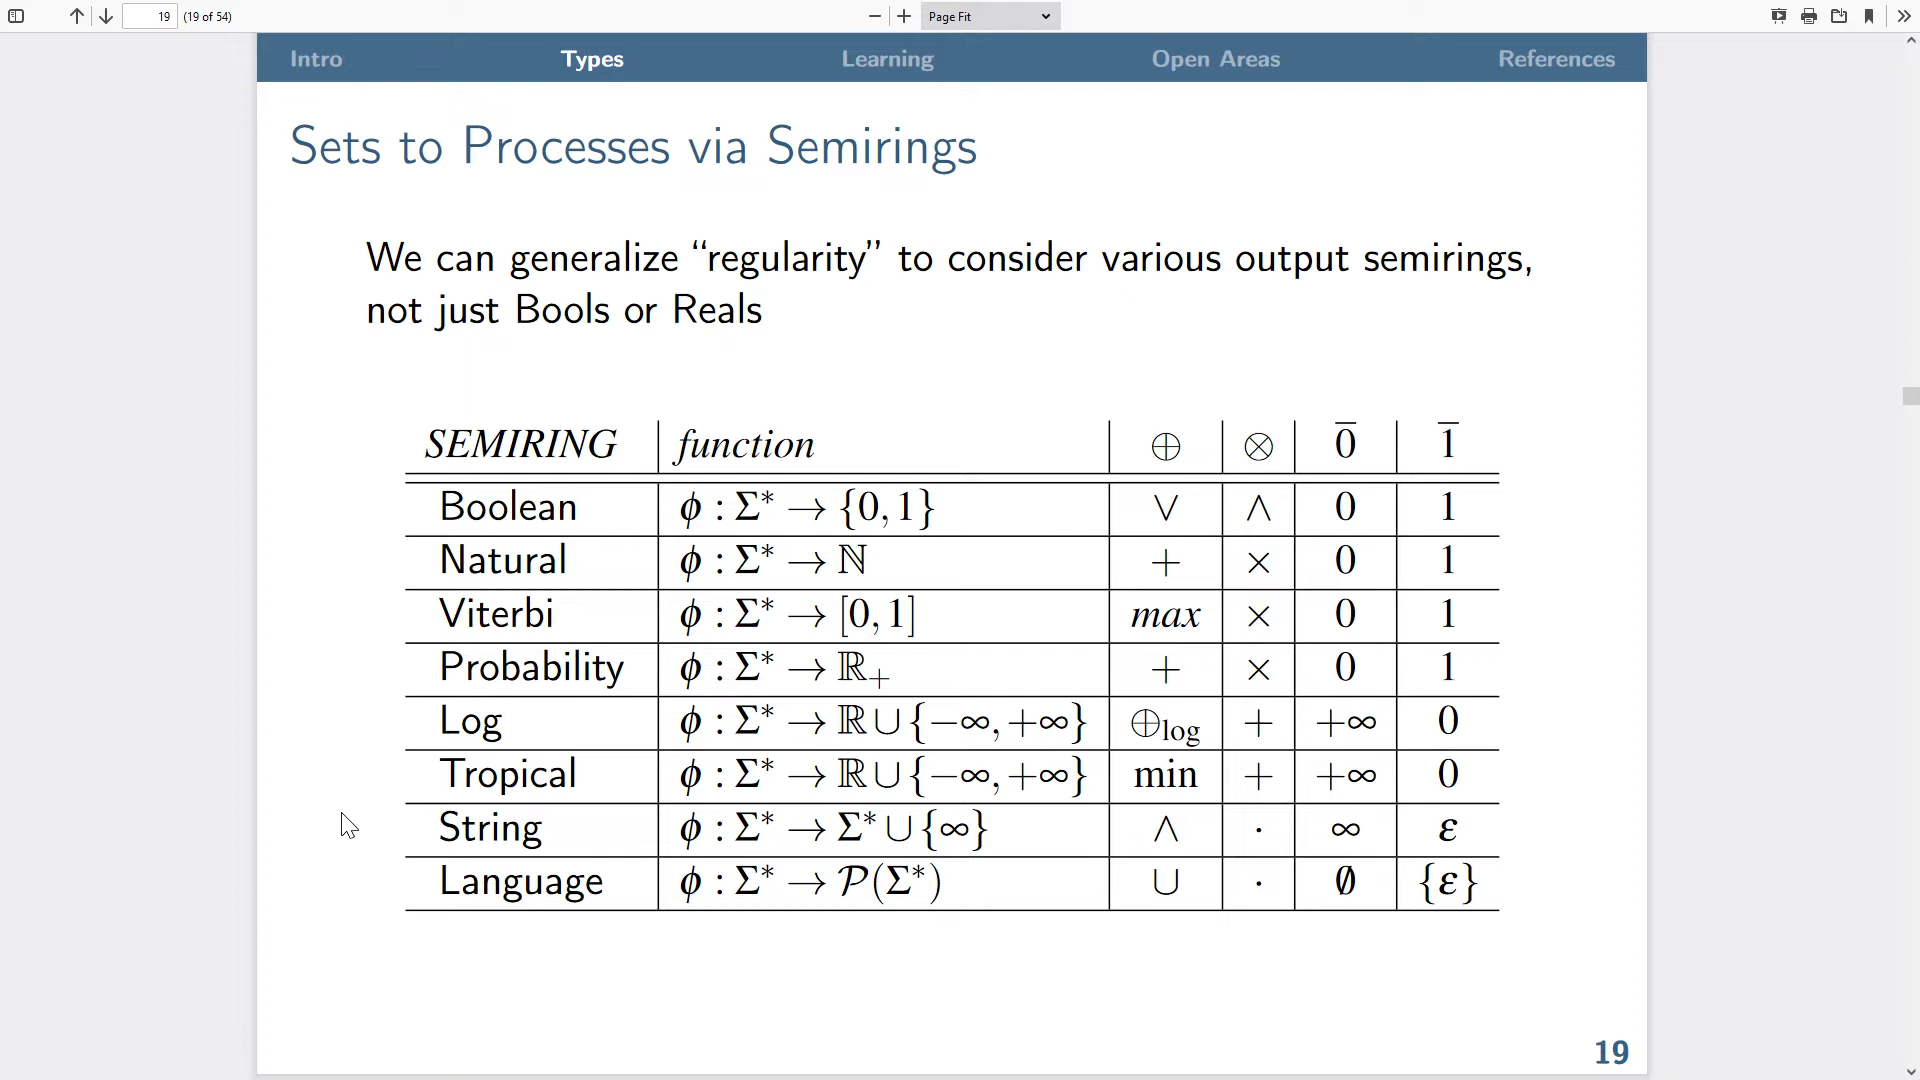 19 (19 of 54) Page Fit
Intro Types Learning Open Areas References
Sets to Processes via Semirings
We can generalize “regularity” to consider various output semirings,
not just Bools or Reals
SEMIRING function ⊕ ⊗ 0̅ 1̅
Boolean ϕ : Σ* → {0, 1} ∨ ∧ 0 1
Natural ϕ : Σ* → ℕ + × 0 1
Viterbi ϕ : Σ* → [0, 1] max × 0 1
Probability ϕ : Σ* → ℝ₊ + × 0 1
Log ϕ : Σ* → ℝ ∪ {−∞, +∞} ⊕log + +∞ 0
Tropical ϕ : Σ* → ℝ ∪ {−∞, +∞} min + +∞ 0
String ϕ : Σ* → Σ* ∪ {∞} ∧ · ∞ ε
Language ϕ : Σ* → 𝒫(Σ*) ∪ · ∅ {ε}
19